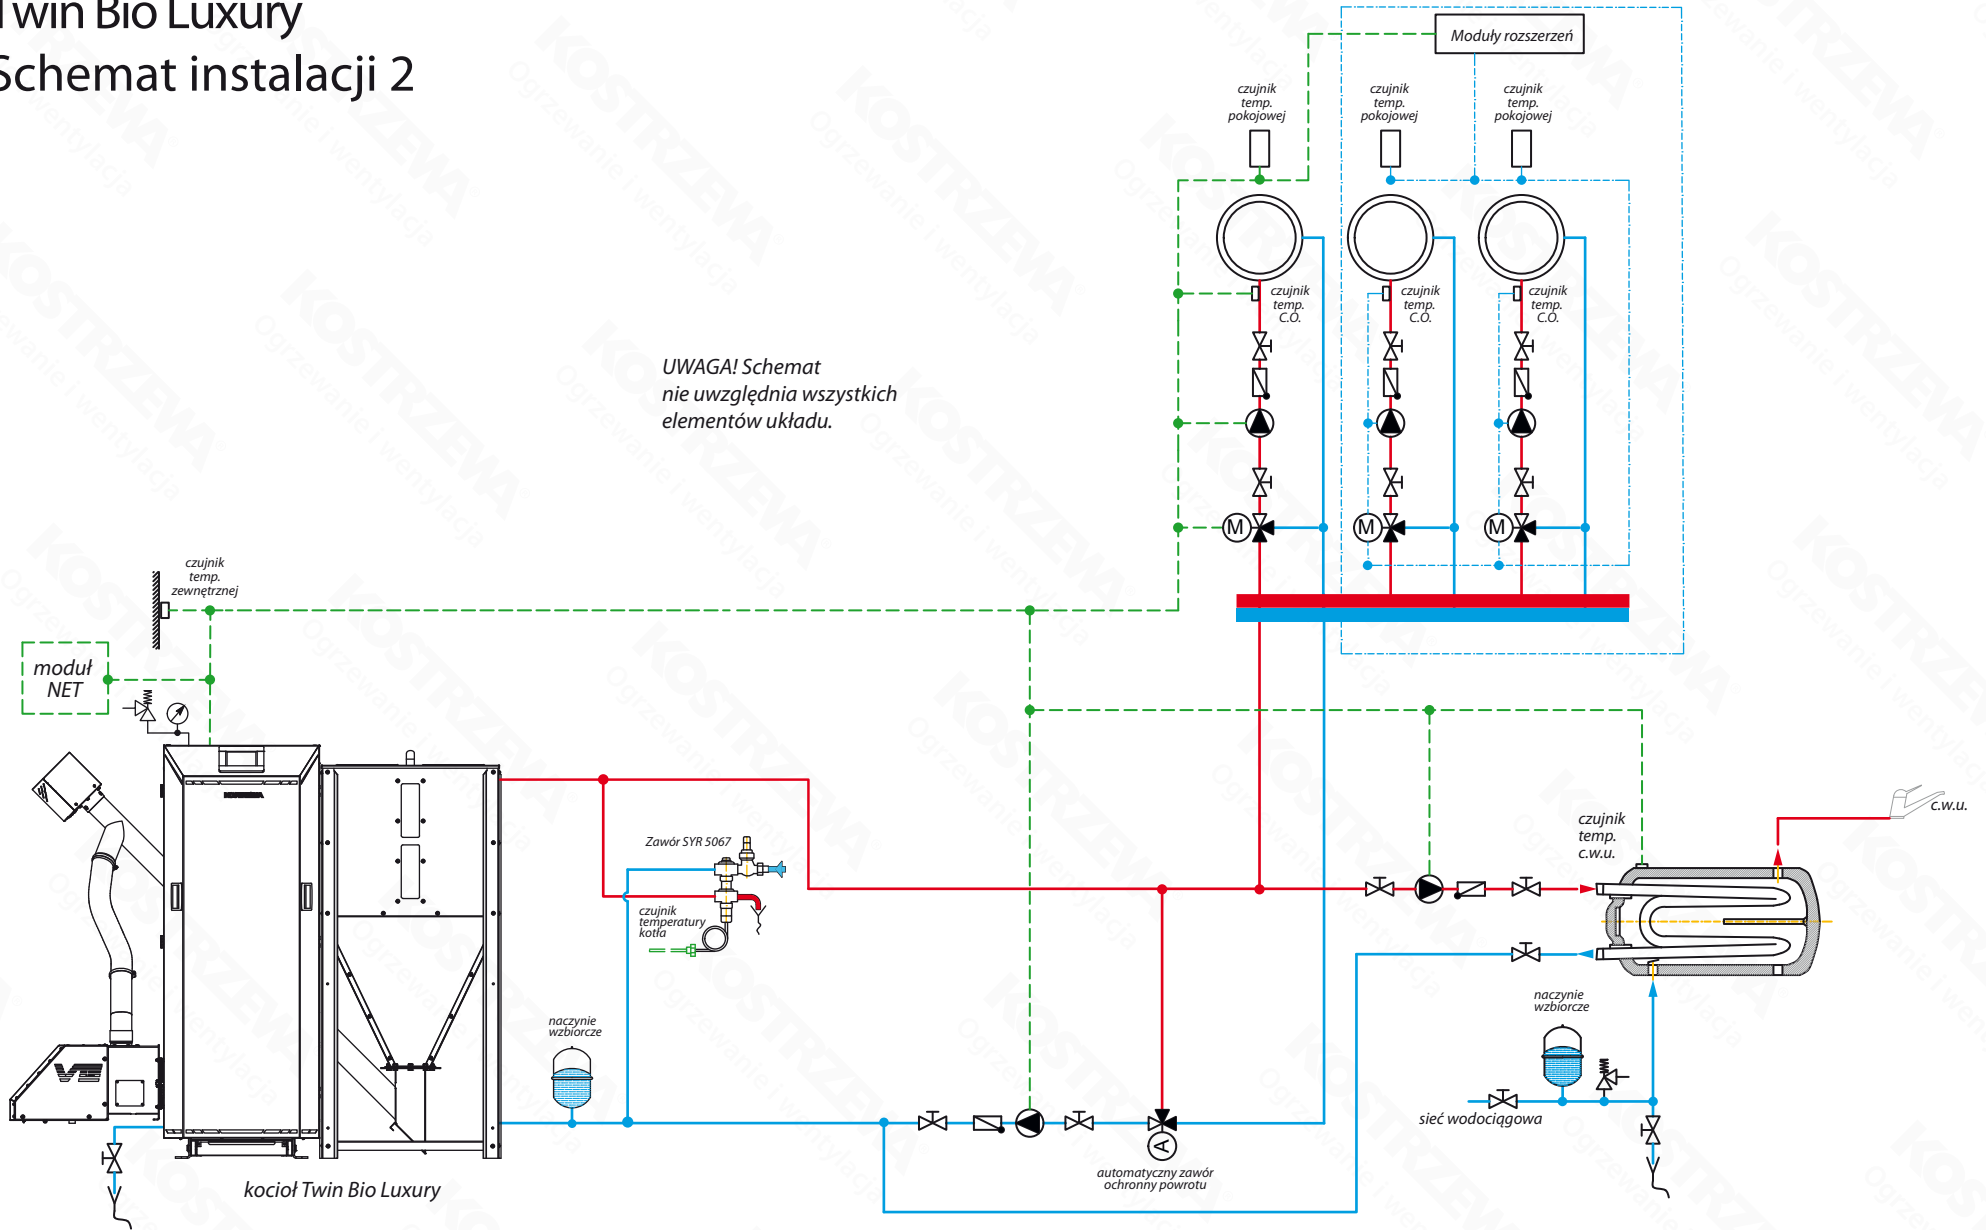 Twin Bio Luxury
Schemat instalacji 2
Moduły rozszerzeń
czujnik
temp.
pokojowej
czujnik
temp.
pokojowej
czujnik
temp.
pokojowej
czujnik
temp.
C.O.
czujnik
temp.
C.O.
czujnik
temp.
C.O.
UWAGA! Schemat
nie uwzględnia wszystkich
elementów układu.
M
M
M
czujnik
temp.
zewnętrznej
moduł
NET
Zawór SYR 5067
czujnik
temperatury
kotła
czujnik
temp.
c.w.u.
c.w.u.
naczynie
wzbiorcze
naczynie
wzbiorcze
sieć wodociągowa
A
automatyczny zawór
ochronny powrotu
kocioł Twin Bio Luxury
KOSTRZEWA
Ogrzewanie i wentylacja